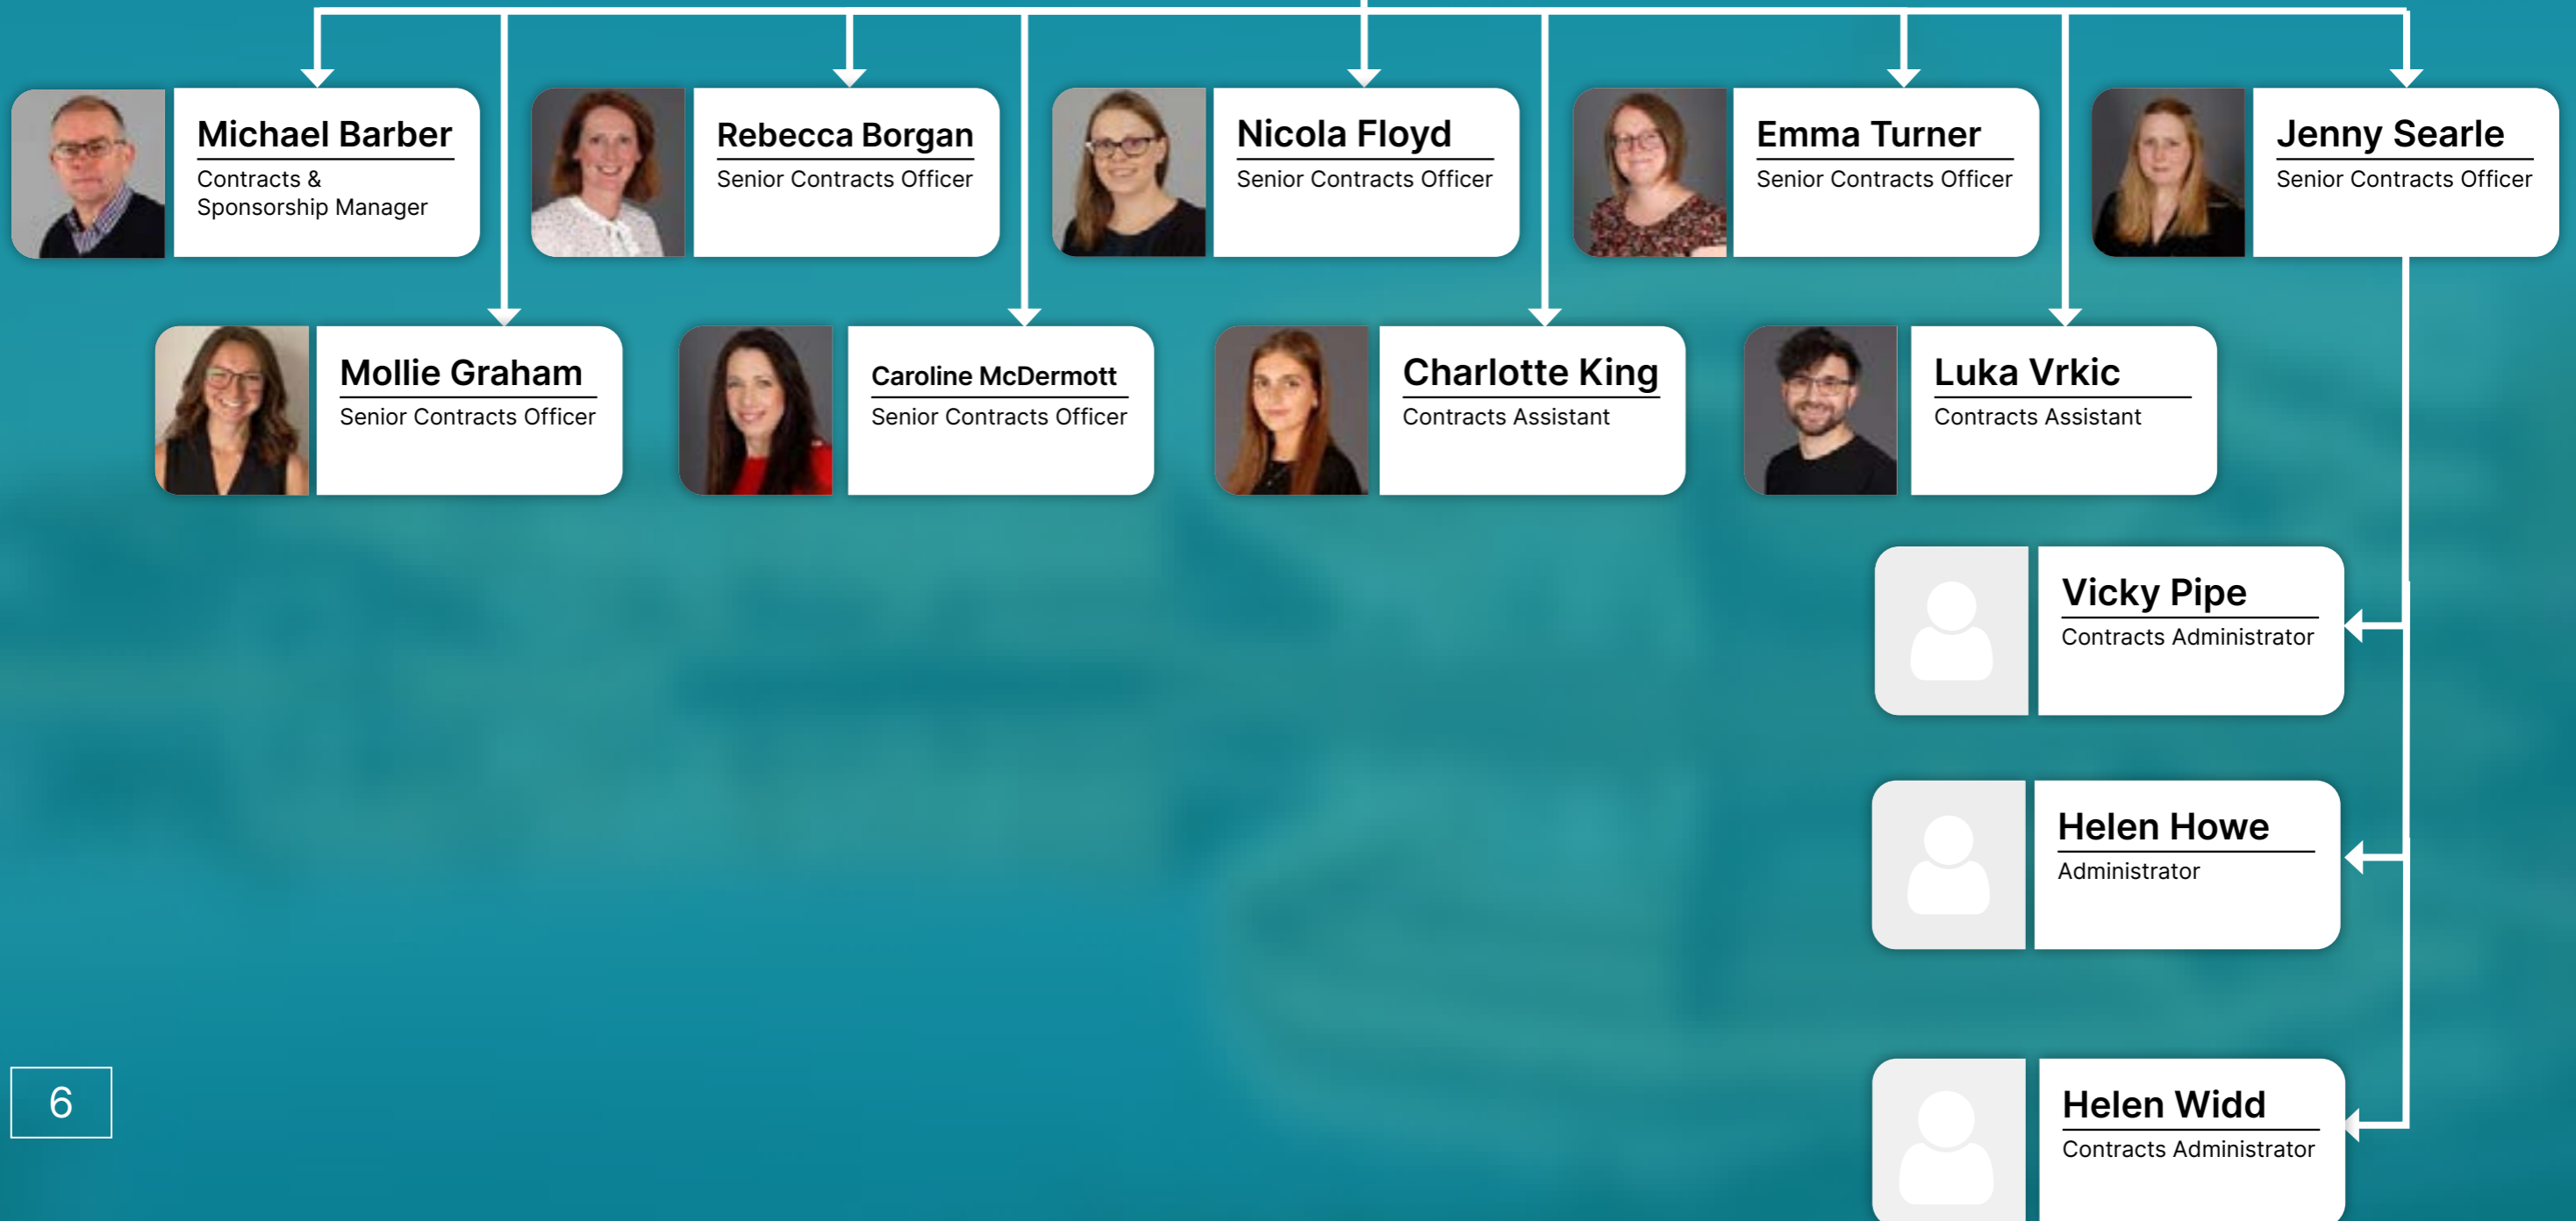 Michael Barber
Contracts &
Sponsorship Manager
Rebecca Borgan
Senior Contracts Officer
Nicola Floyd
Senior Contracts Officer
Emma Turner
Senior Contracts Officer
Jenny Searle
Senior Contracts Officer
Mollie Graham
Senior Contracts Officer
Caroline McDermott
Senior Contracts Officer
Charlotte King
Contracts Assistant
Luka Vrkic
Contracts Assistant
Vicky Pipe
Contracts Administrator
Helen Howe
Administrator
Helen Widd
Contracts Administrator
6